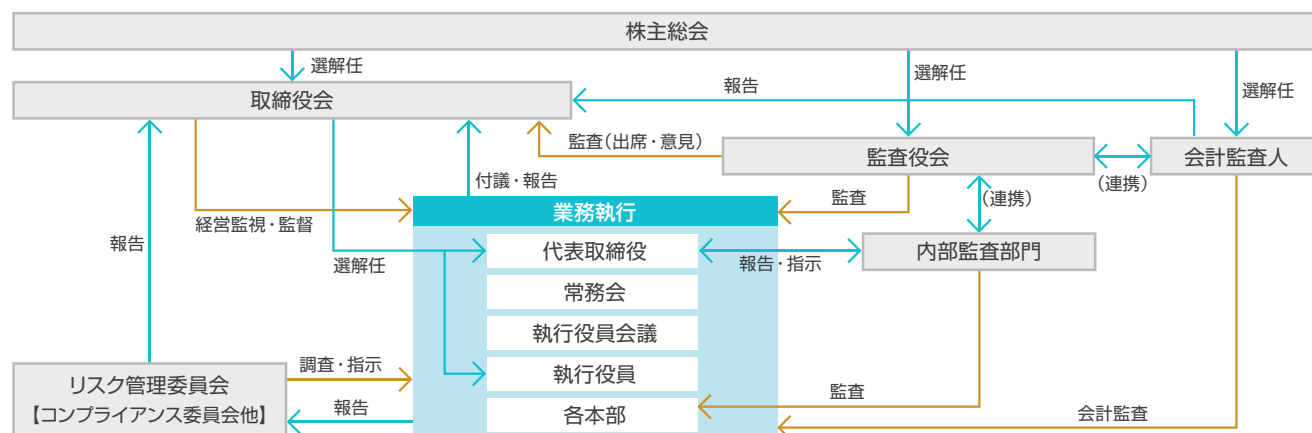 株主総会
選解任
選解任
選解任
取締役会
報告
監査（出席・意見）
監査役会
会計監査人
（連携）
付議・報告
監査
（連携）
業務執行
経営監視・監督
報告
選解任
代表取締役
報告・指示
内部監査部門
常務会
執行役員会議
調査・指示
執行役員
リスク管理委員会
【コンプライアンス委員会他】
監査
報告
各本部
会計監査